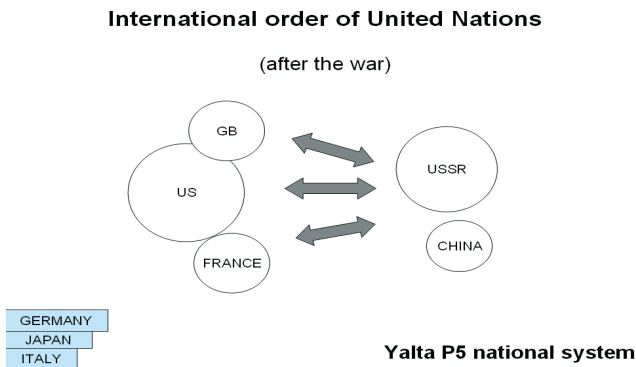 International order of United Nations
(after the war)
GB
US
FRANCE
USSR
CHINA
GERMANY
JAPAN
ITALY
Yalta P5 national system